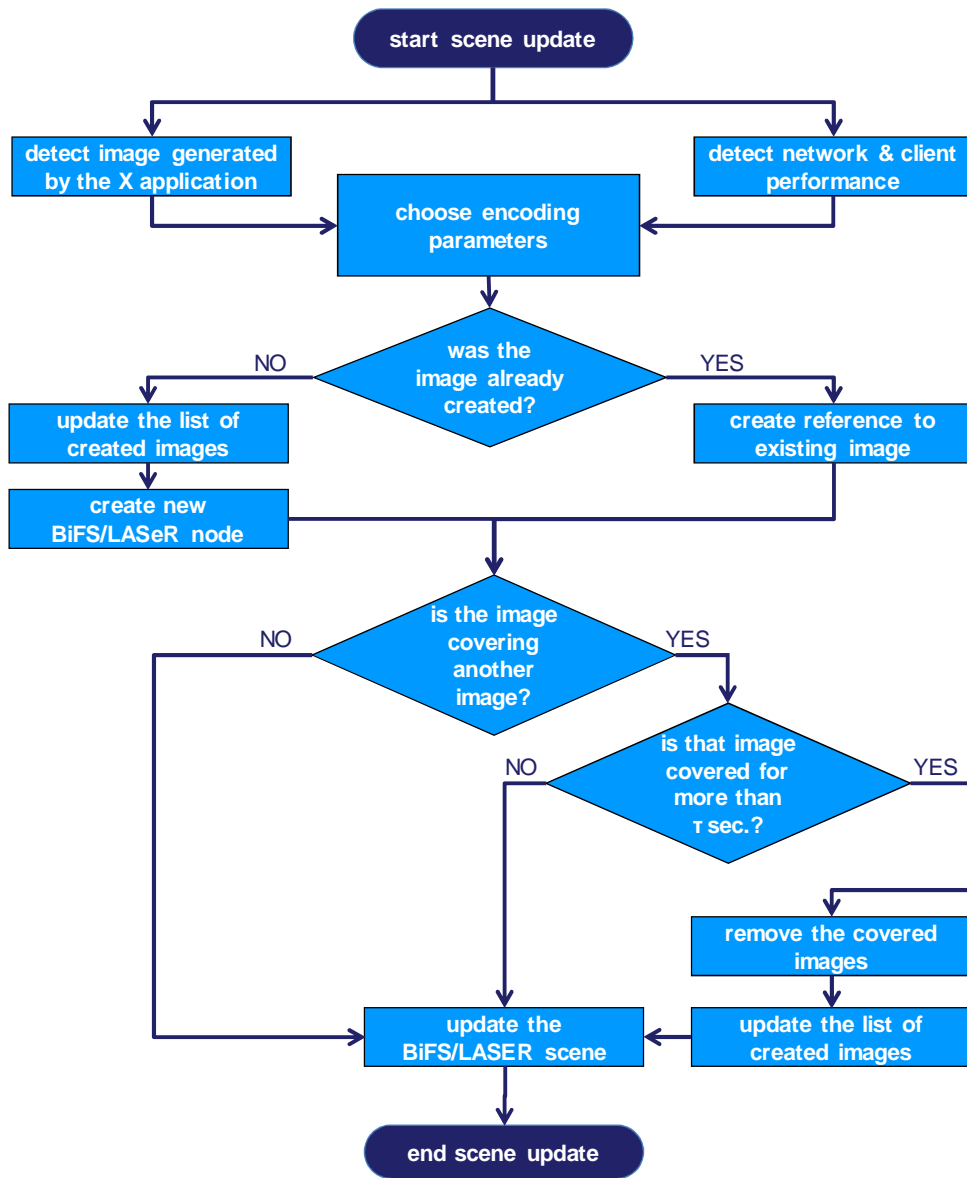 start scene update
detect image generated
by the X application
detect network & client
performance
choose encoding
parameters
was the
image already
created?
NO
YES
update the list of
created images
create reference to
existing image
create new
BiFS/LASeR node
is the image
covering
another
image?
NO
YES
is that image
covered for
more than
τ sec.?
NO
YES
remove the covered
images
update the
BiFS/LASER scene
update the list of
created images
end scene update